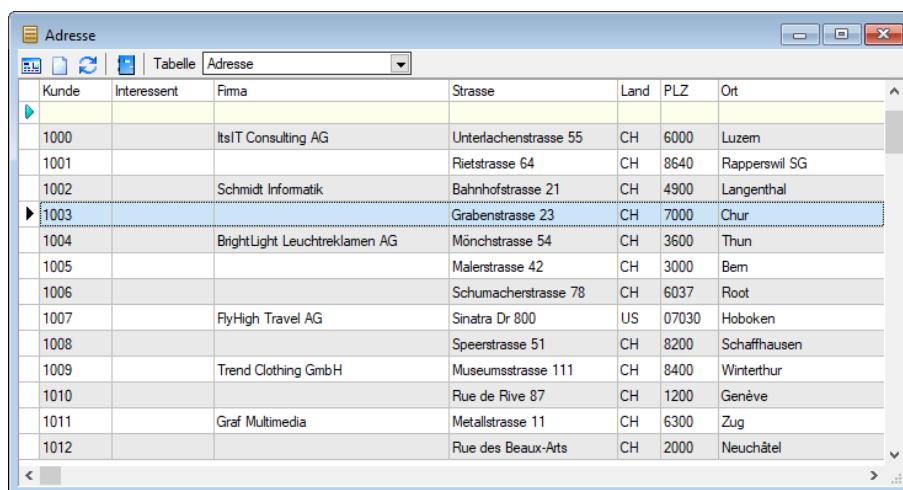 Adresse
Tabelle Adresse
Kunde Interessent Firma Strasse Land PLZ Ort
1000 ItsIT Consulting AG Unterlachenstrasse 55 CH 6000 Luzern
1001 Rietstrasse 64 CH 8640 Rapperswil SG
1002 Schmidt Informatik Bahnhofstrasse 21 CH 4900 Langenthal
1003 Grabenstrasse 23 CH 7000 Chur
1004 BrightLight Leuchtreklamen AG Mönchstrasse 54 CH 3600 Thun
1005 Malerstrasse 42 CH 3000 Bern
1006 Schumacherstrasse 78 CH 6037 Root
1007 FlyHigh Travel AG Sinatra Dr 800 US 07030 Hoboken
1008 Speerstrasse 51 CH 8200 Schaffhausen
1009 Trend Clothing GmbH Museumsstrasse 111 CH 8400 Winterthur
1010 Rue de Rive 87 CH 1200 Genève
1011 Graf Multimedia Metallstrasse 11 CH 6300 Zug
1012 Rue des Beaux-Arts CH 2000 Neuchâtel